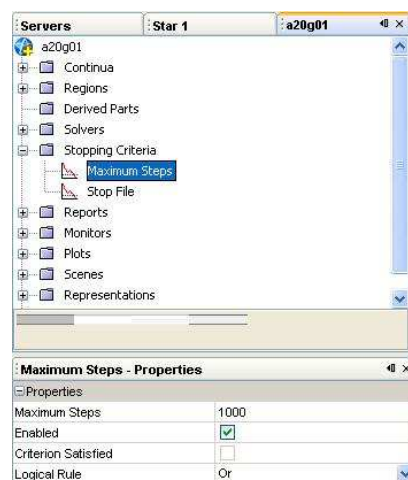 Servers Star 1 a20g01
a20g01
Continua
Regions
Derived Parts
Solvers
Stopping Criteria
Maximum Steps
Stop File
Reports
Monitors
Plots
Scenes
Representations
Maximum Steps - Properties
Properties
Maximum Steps 1000
Enabled
Criterion Satisfied
Logical Rule Or